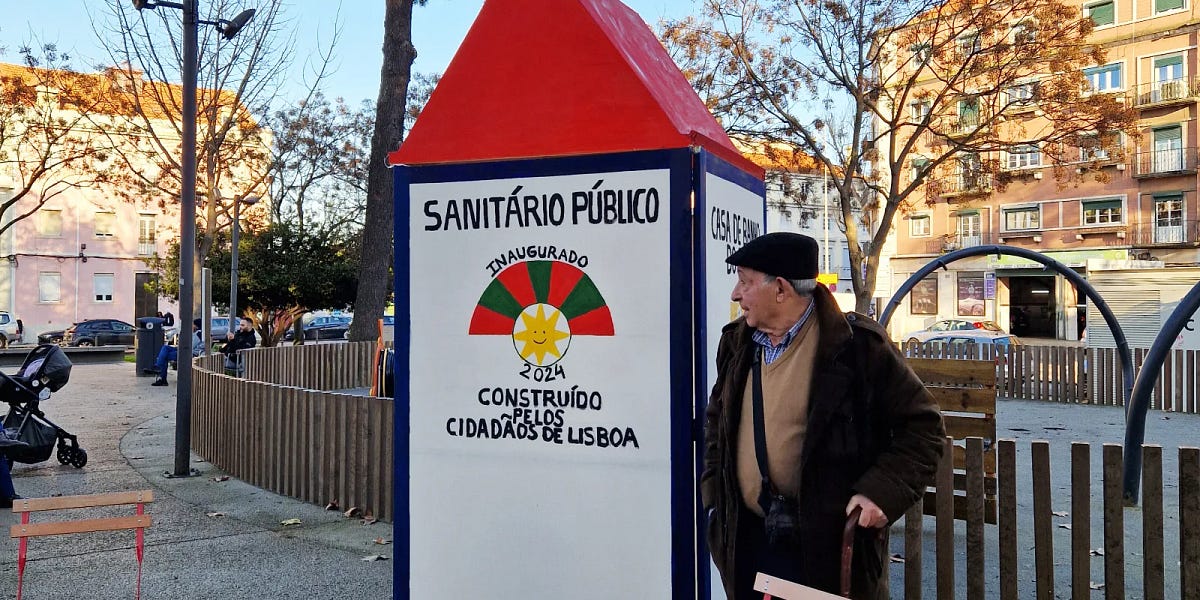 SANITÁRIO PÚBLICO
INAUGURADO
2024
CONSTRUÍDO
PELOS
CIDADÃOS DE LISBOA
CASA DE